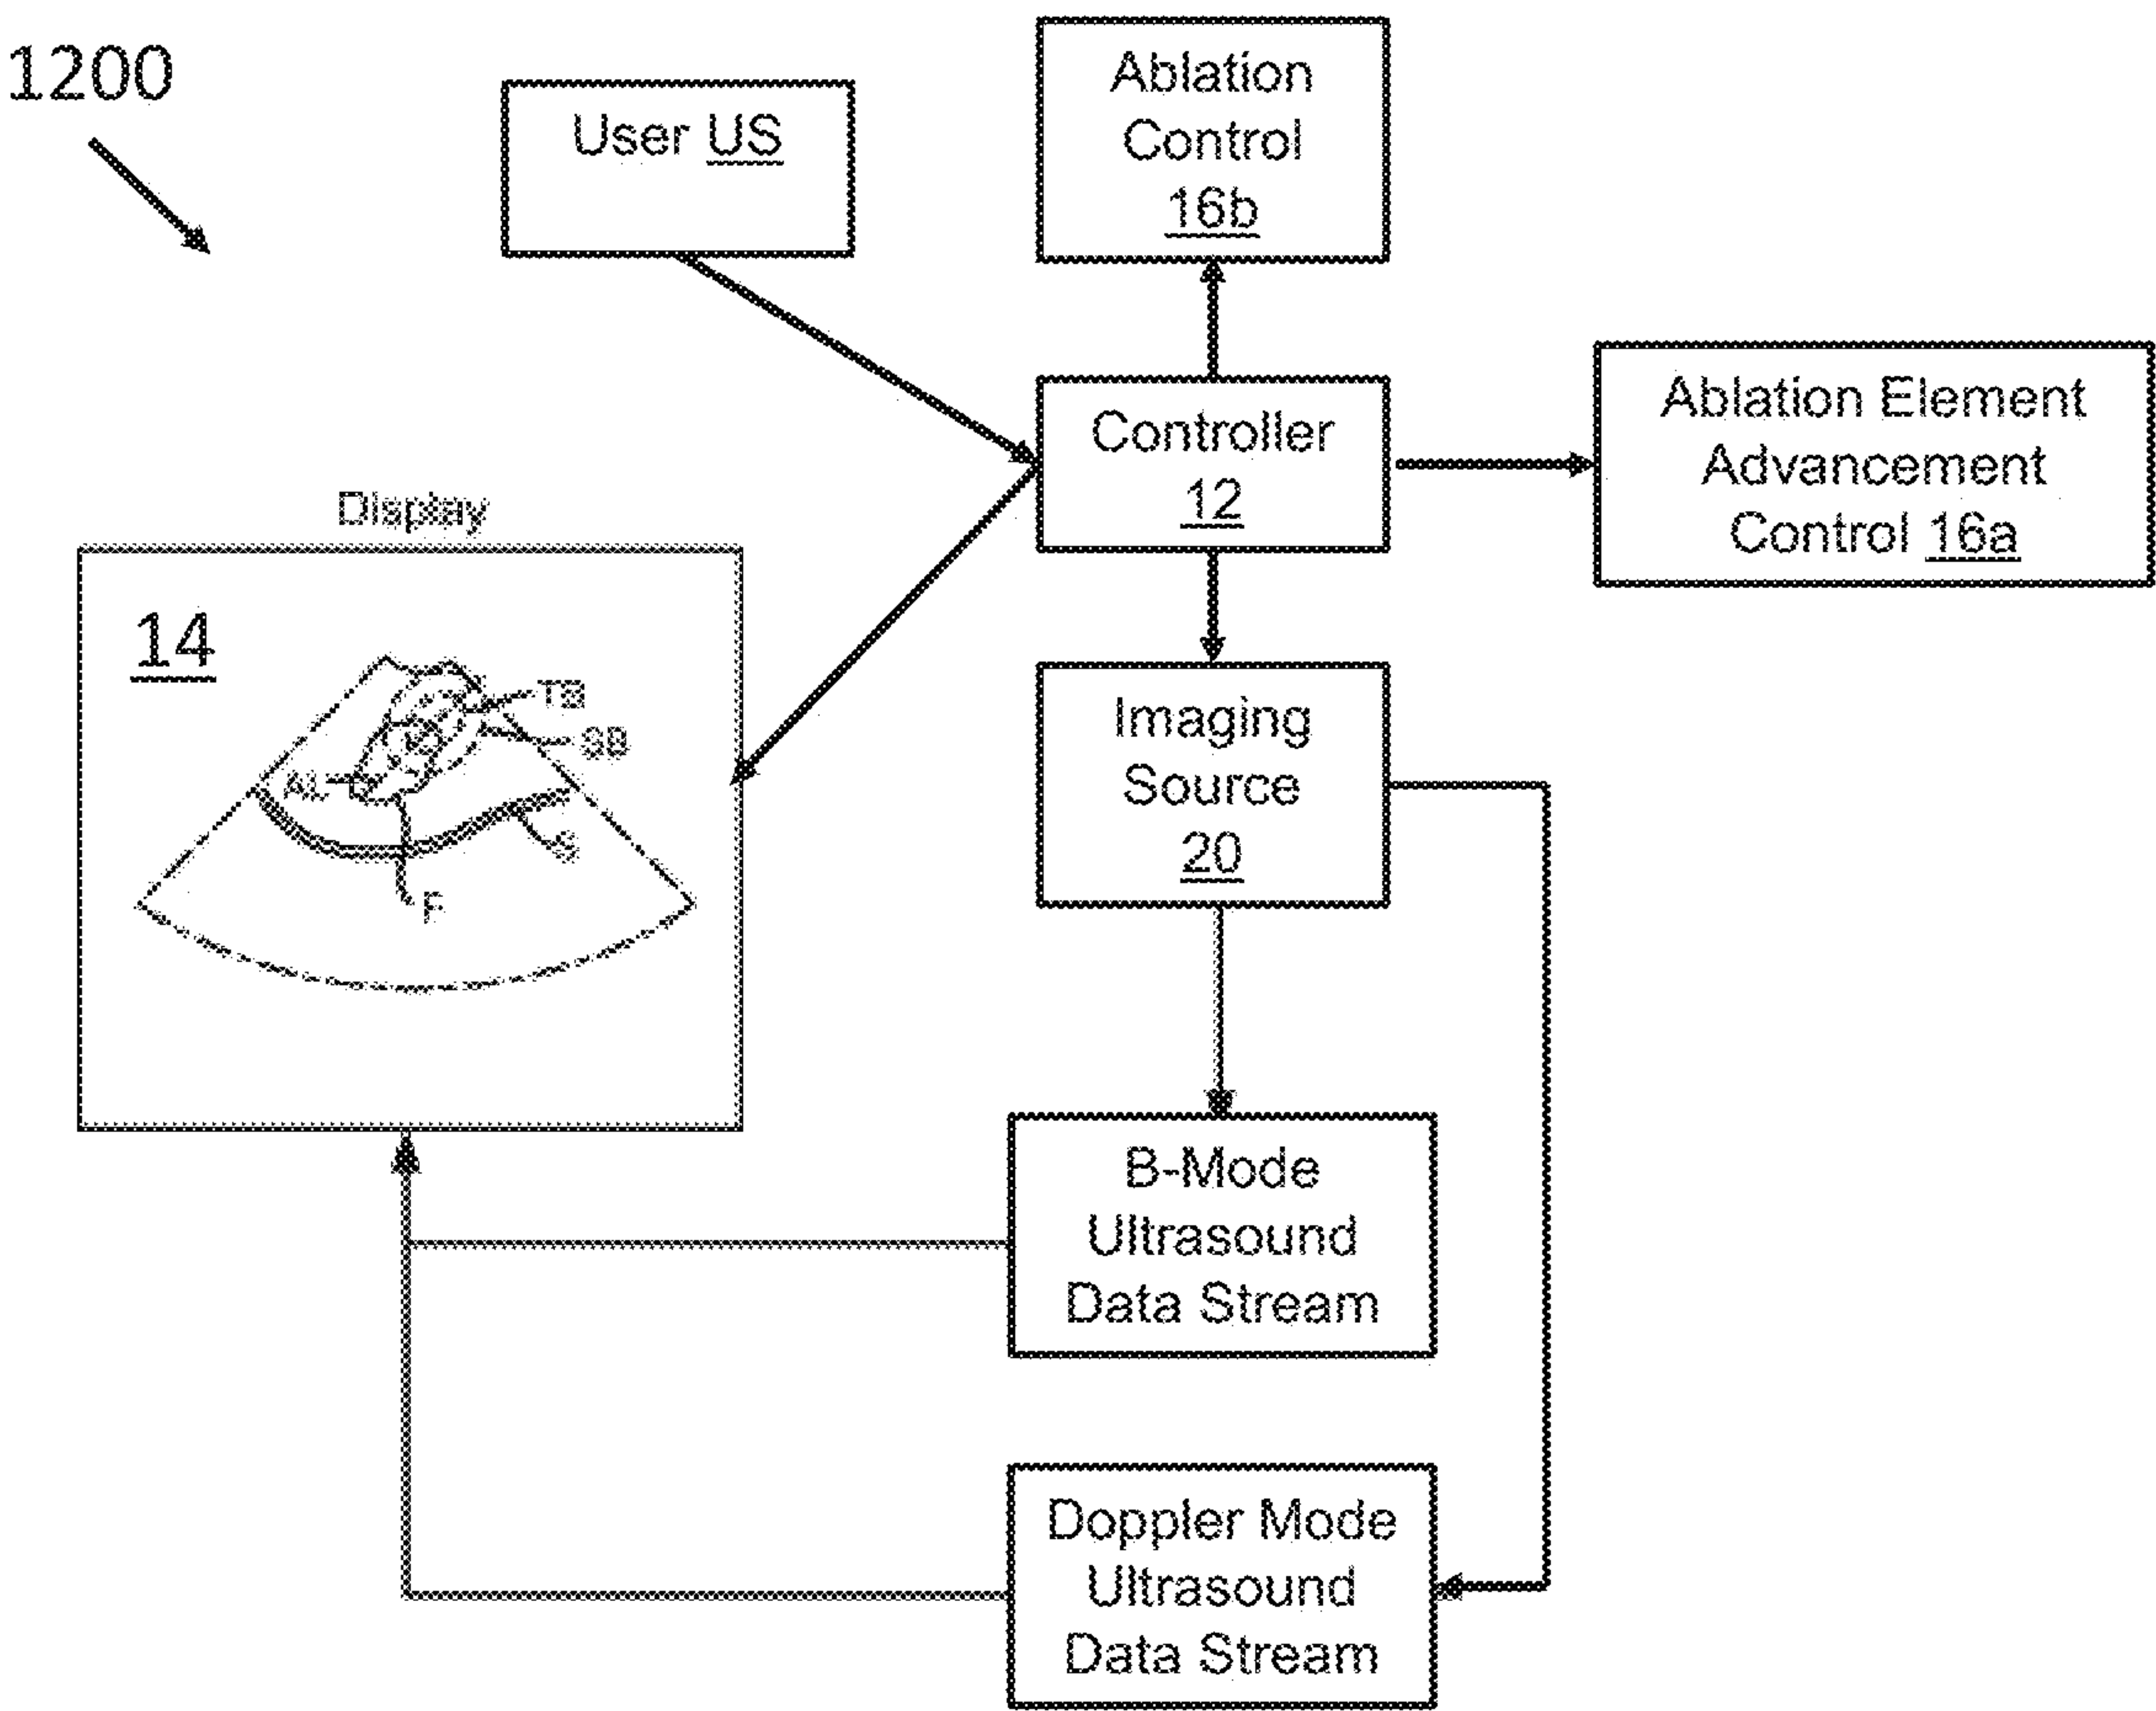 1200
User US
Ablation
Control
16b
Controller
12
Ablation Element
Advancement
Control 16a
Display
14
TB
SB
AL
S
F
Imaging
Source
20
B-Mode
Ultrasound
Data Stream
Doppler Mode
Ultrasound
Data Stream